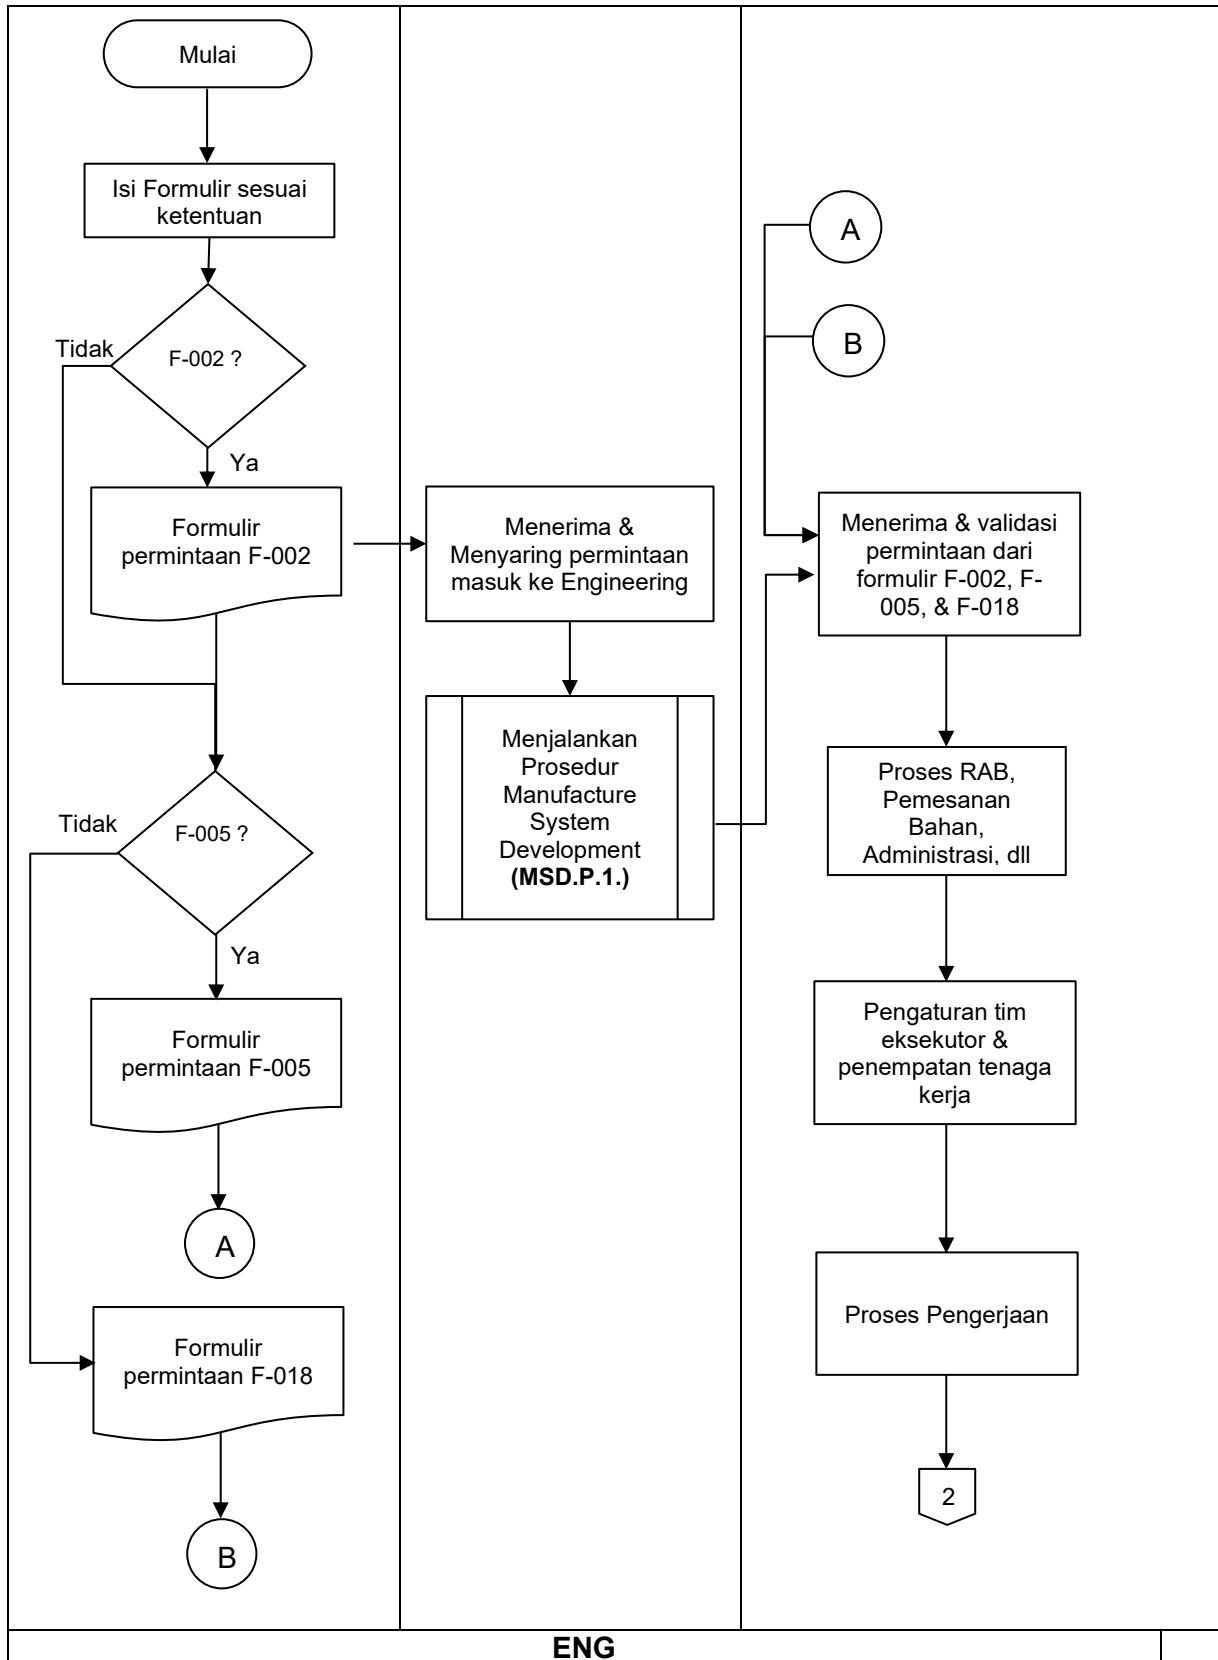 Mulai
Isi Formulir sesuai
ketentuan
Tidak
F-002 ?
Ya
Formulir
permintaan F-002
Tidak
F-005 ?
Ya
Formulir
permintaan F-005
A
Formulir
permintaan F-018
B
Menerima &
Menyaring permintaan
masuk ke Engineering
Menjalankan
Prosedur
Manufacture
System
Development
(MSD.P.1.)
A
B
Menerima & validasi
permintaan dari
formulir F-002, F-
005, & F-018
Proses RAB,
Pemesanan
Bahan,
Administrasi, dll
Pengaturan tim
eksekutor &
penempatan tenaga
kerja
Proses Pengerjaan
2
ENG